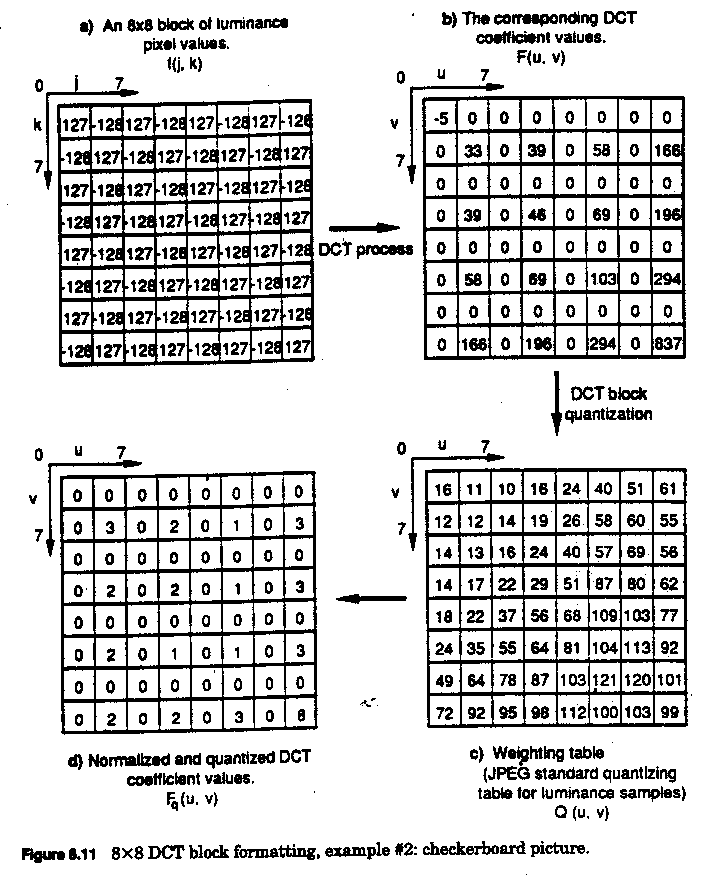 a) An 8x8 block of luminance
pixel values.
f(j, k)
0 j 7
k
7
127 -128 127 -128 127 -128 127 -128
-128 127 -128 127 -128 127 -128 127
127 -128 127 -128 127 -128 127 -128
-128 127 -128 127 -128 127 -128 127
127 -128 127 -128 127 -128 127 -128
-128 127 -128 127 -128 127 -128 127
127 -128 127 -128 127 -128 127 -128
-128 127 -128 127 -128 127 -128 127
DCT process
b) The corresponding DCT
coefficient values.
F(u, v)
0 u 7
v
7
-5 0 0 0 0 0 0 0
0 33 0 39 0 58 0 166
0 0 0 0 0 0 0 0
0 39 0 46 0 69 0 196
0 0 0 0 0 0 0 0
0 58 0 69 0 103 0 294
0 0 0 0 0 0 0 0
0 166 0 196 0 294 0 837
DCT block
quantization
0 u 7
v
7
16 11 10 16 24 40 51 61
12 12 14 19 26 58 60 55
14 13 16 24 40 57 69 56
14 17 22 29 51 87 80 62
18 22 37 56 68 109 103 77
24 35 55 64 81 104 113 92
49 64 78 87 103 121 120 101
72 92 95 98 112 100 103 99
c) Weighting table
(JPEG standard quantizing
table for luminance samples)
Q (u, v)
0 u 7
v
7
0 0 0 0 0 0 0 0
0 3 0 2 0 1 0 3
0 0 0 0 0 0 0 0
0 2 0 2 0 1 0 3
0 0 0 0 0 0 0 0
0 2 0 1 0 1 0 3
0 0 0 0 0 0 0 0
0 2 0 2 0 3 0 8
d) Normalized and quantized DCT
coefficient values.
Fq (u, v)
Figure 6.11 8×8 DCT block formatting, example #2: checkerboard picture.